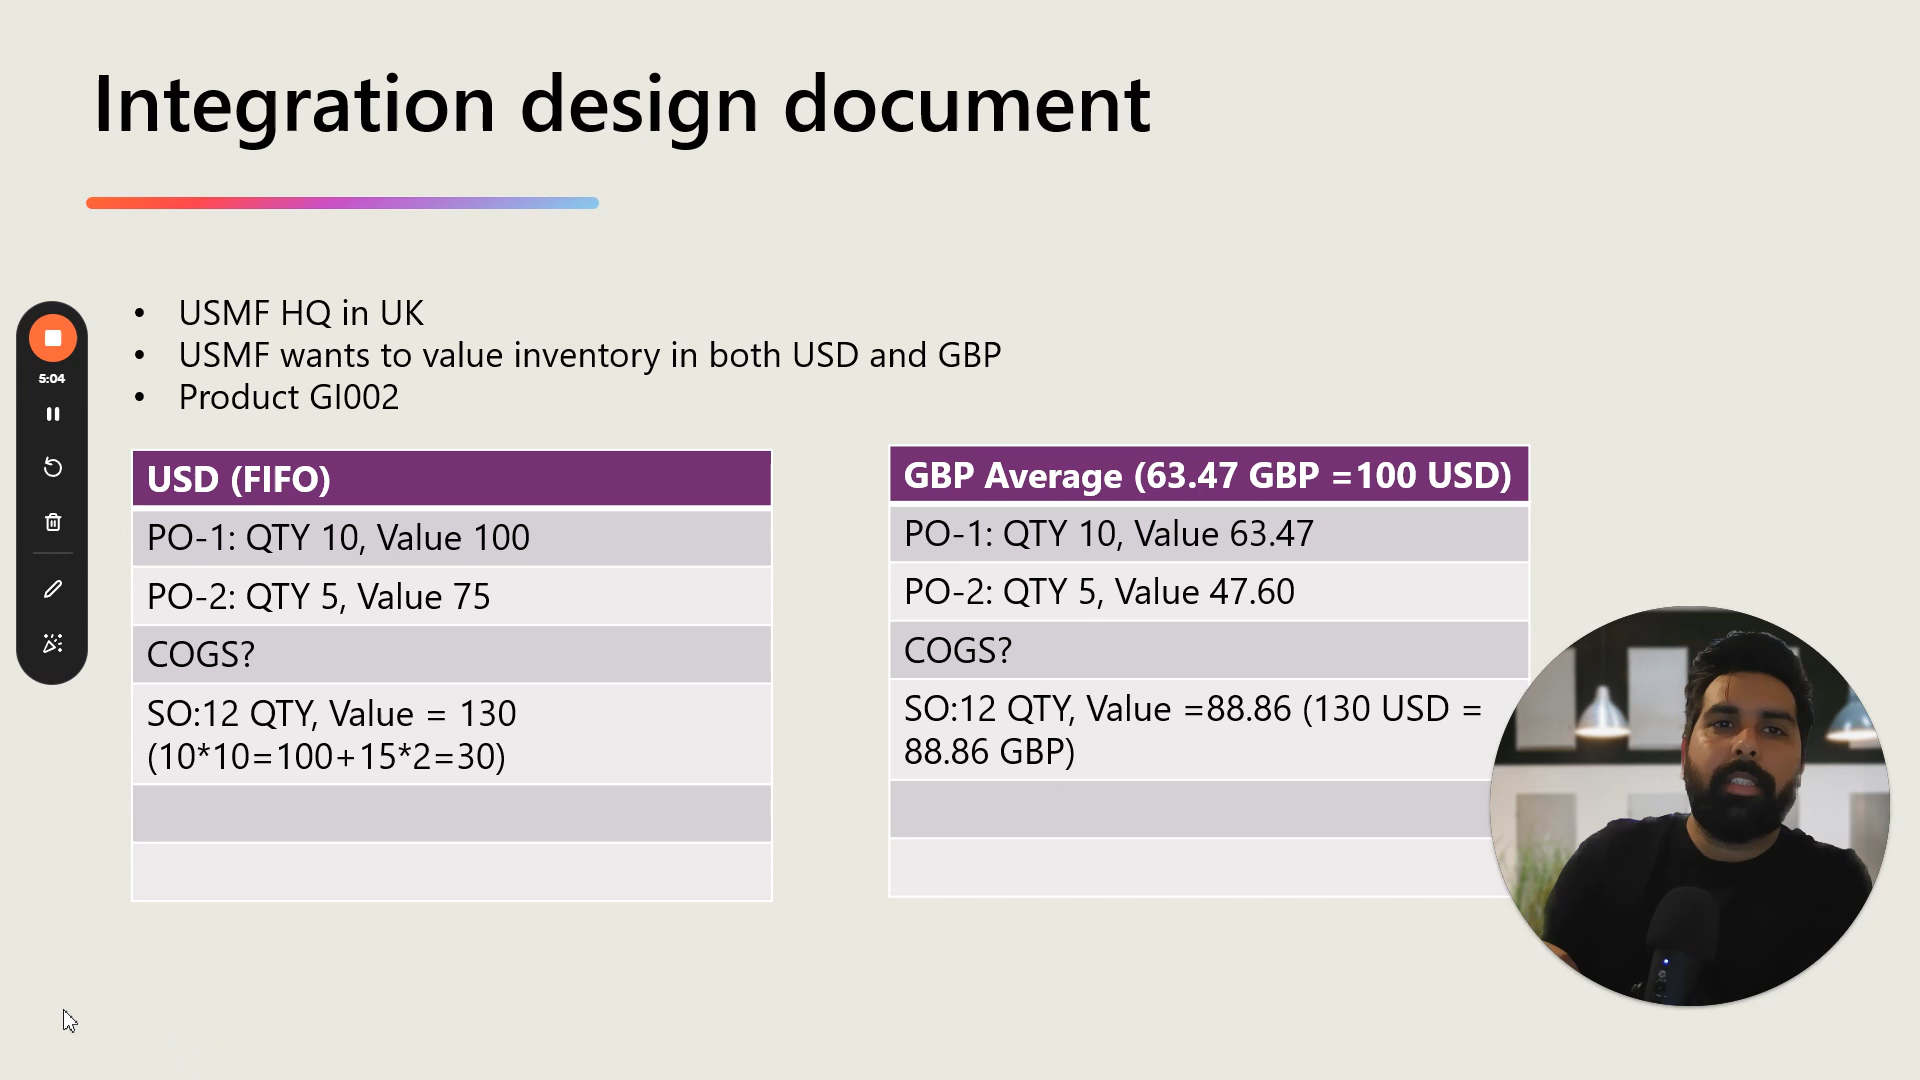 Integration design document
• USMF HQ in UK
• USMF wants to value inventory in both USD and GBP
• Product GI002
5:04
USD (FIFO)
PO-1: QTY 10, Value 100
PO-2: QTY 5, Value 75
COGS?
SO:12 QTY, Value = 130
(10*10=100+15*2=30)
GBP Average (63.47 GBP =100 USD)
PO-1: QTY 10, Value 63.47
PO-2: QTY 5, Value 47.60
COGS?
SO:12 QTY, Value =88.86 (130 USD =
88.86 GBP)